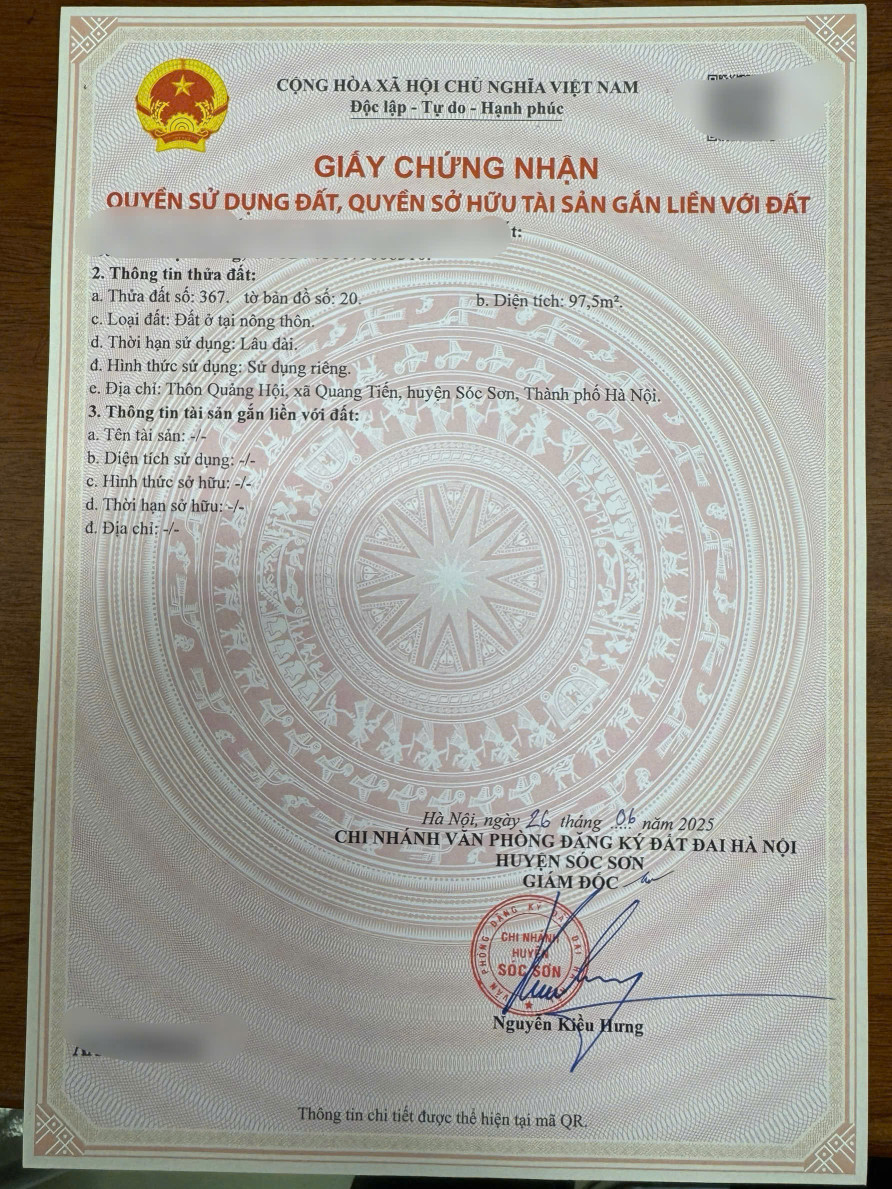 CỘNG HÒA XÃ HỘI CHỦ NGHĨA VIỆT NAM
Độc lập - Tự do - Hạnh phúc
GIẤY CHỨNG NHẬN
QUYỀN SỬ DỤNG ĐẤT, QUYỀN SỞ HỮU TÀI SẢN GẮN LIỀN VỚI ĐẤT
2. Thông tin thửa đất:
a. Thửa đất số: 367. tờ bản đồ số: 20. b. Diện tích: 97,5m².
c. Loại đất: Đất ở tại nông thôn.
d. Thời hạn sử dụng: Lâu dài.
đ. Hình thức sử dụng: Sử dụng riêng.
e. Địa chỉ: Thôn Quảng Hội, xã Quang Tiến, huyện Sóc Sơn, Thành phố Hà Nội.
3. Thông tin tài sản gắn liền với đất:
a. Tên tài sản: -/-
b. Diện tích sử dụng: -/-
c. Hình thức sở hữu: -/-
d. Thời hạn sở hữu: -/-
đ. Địa chỉ: -/-
Hà Nội, ngày 26 tháng 06 năm 2025
CHI NHÁNH VĂN PHÒNG ĐĂNG KÝ ĐẤT ĐAI HÀ NỘI
HUYỆN SÓC SƠN
GIÁM ĐỐC
VĂN PHÒNG ĐĂNG KÝ ĐẤT ĐAI HÀ
CHI NHÁNH
HUYỆN
SÓC SƠN
Nguyễn Kiều Hưng
Thông tin chi tiết được thể hiện tại mã QR.